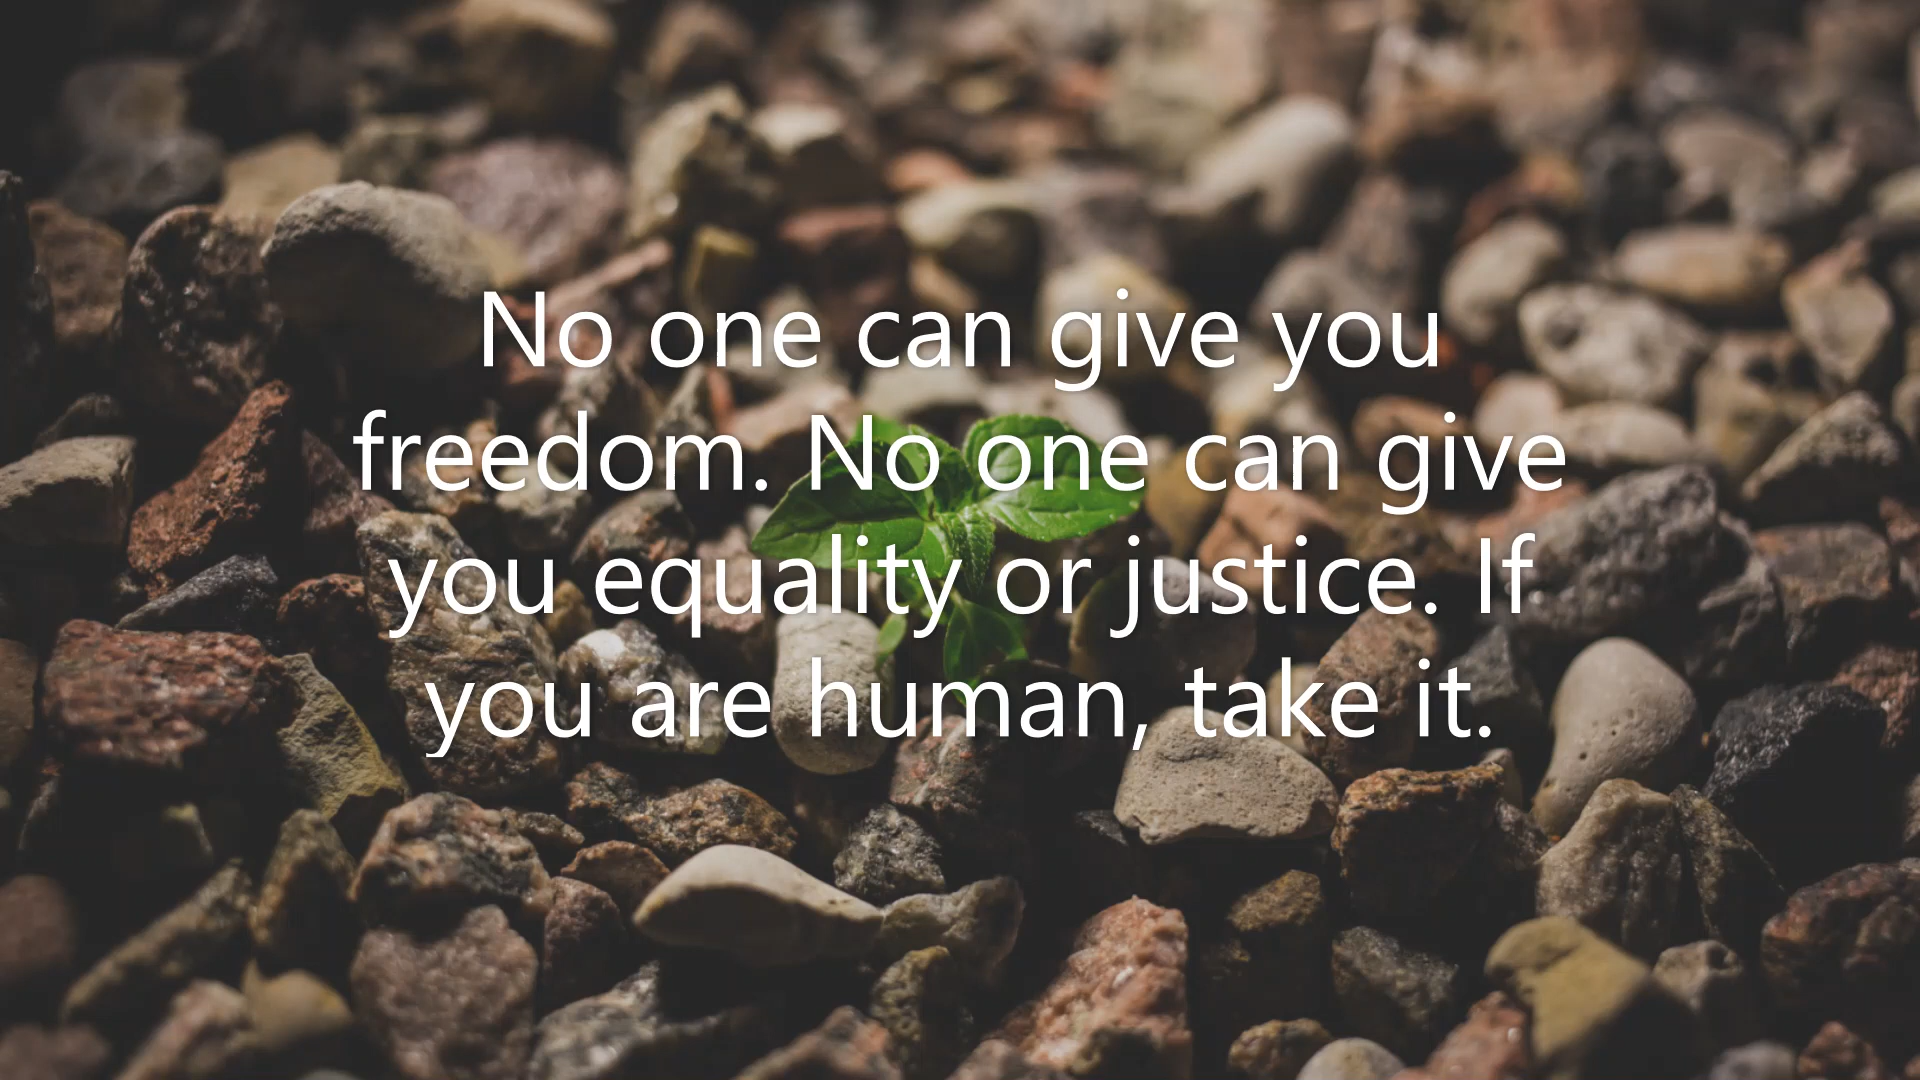 No one can give you
freedom. No one can give
you equality or justice. If
you are human, take it.